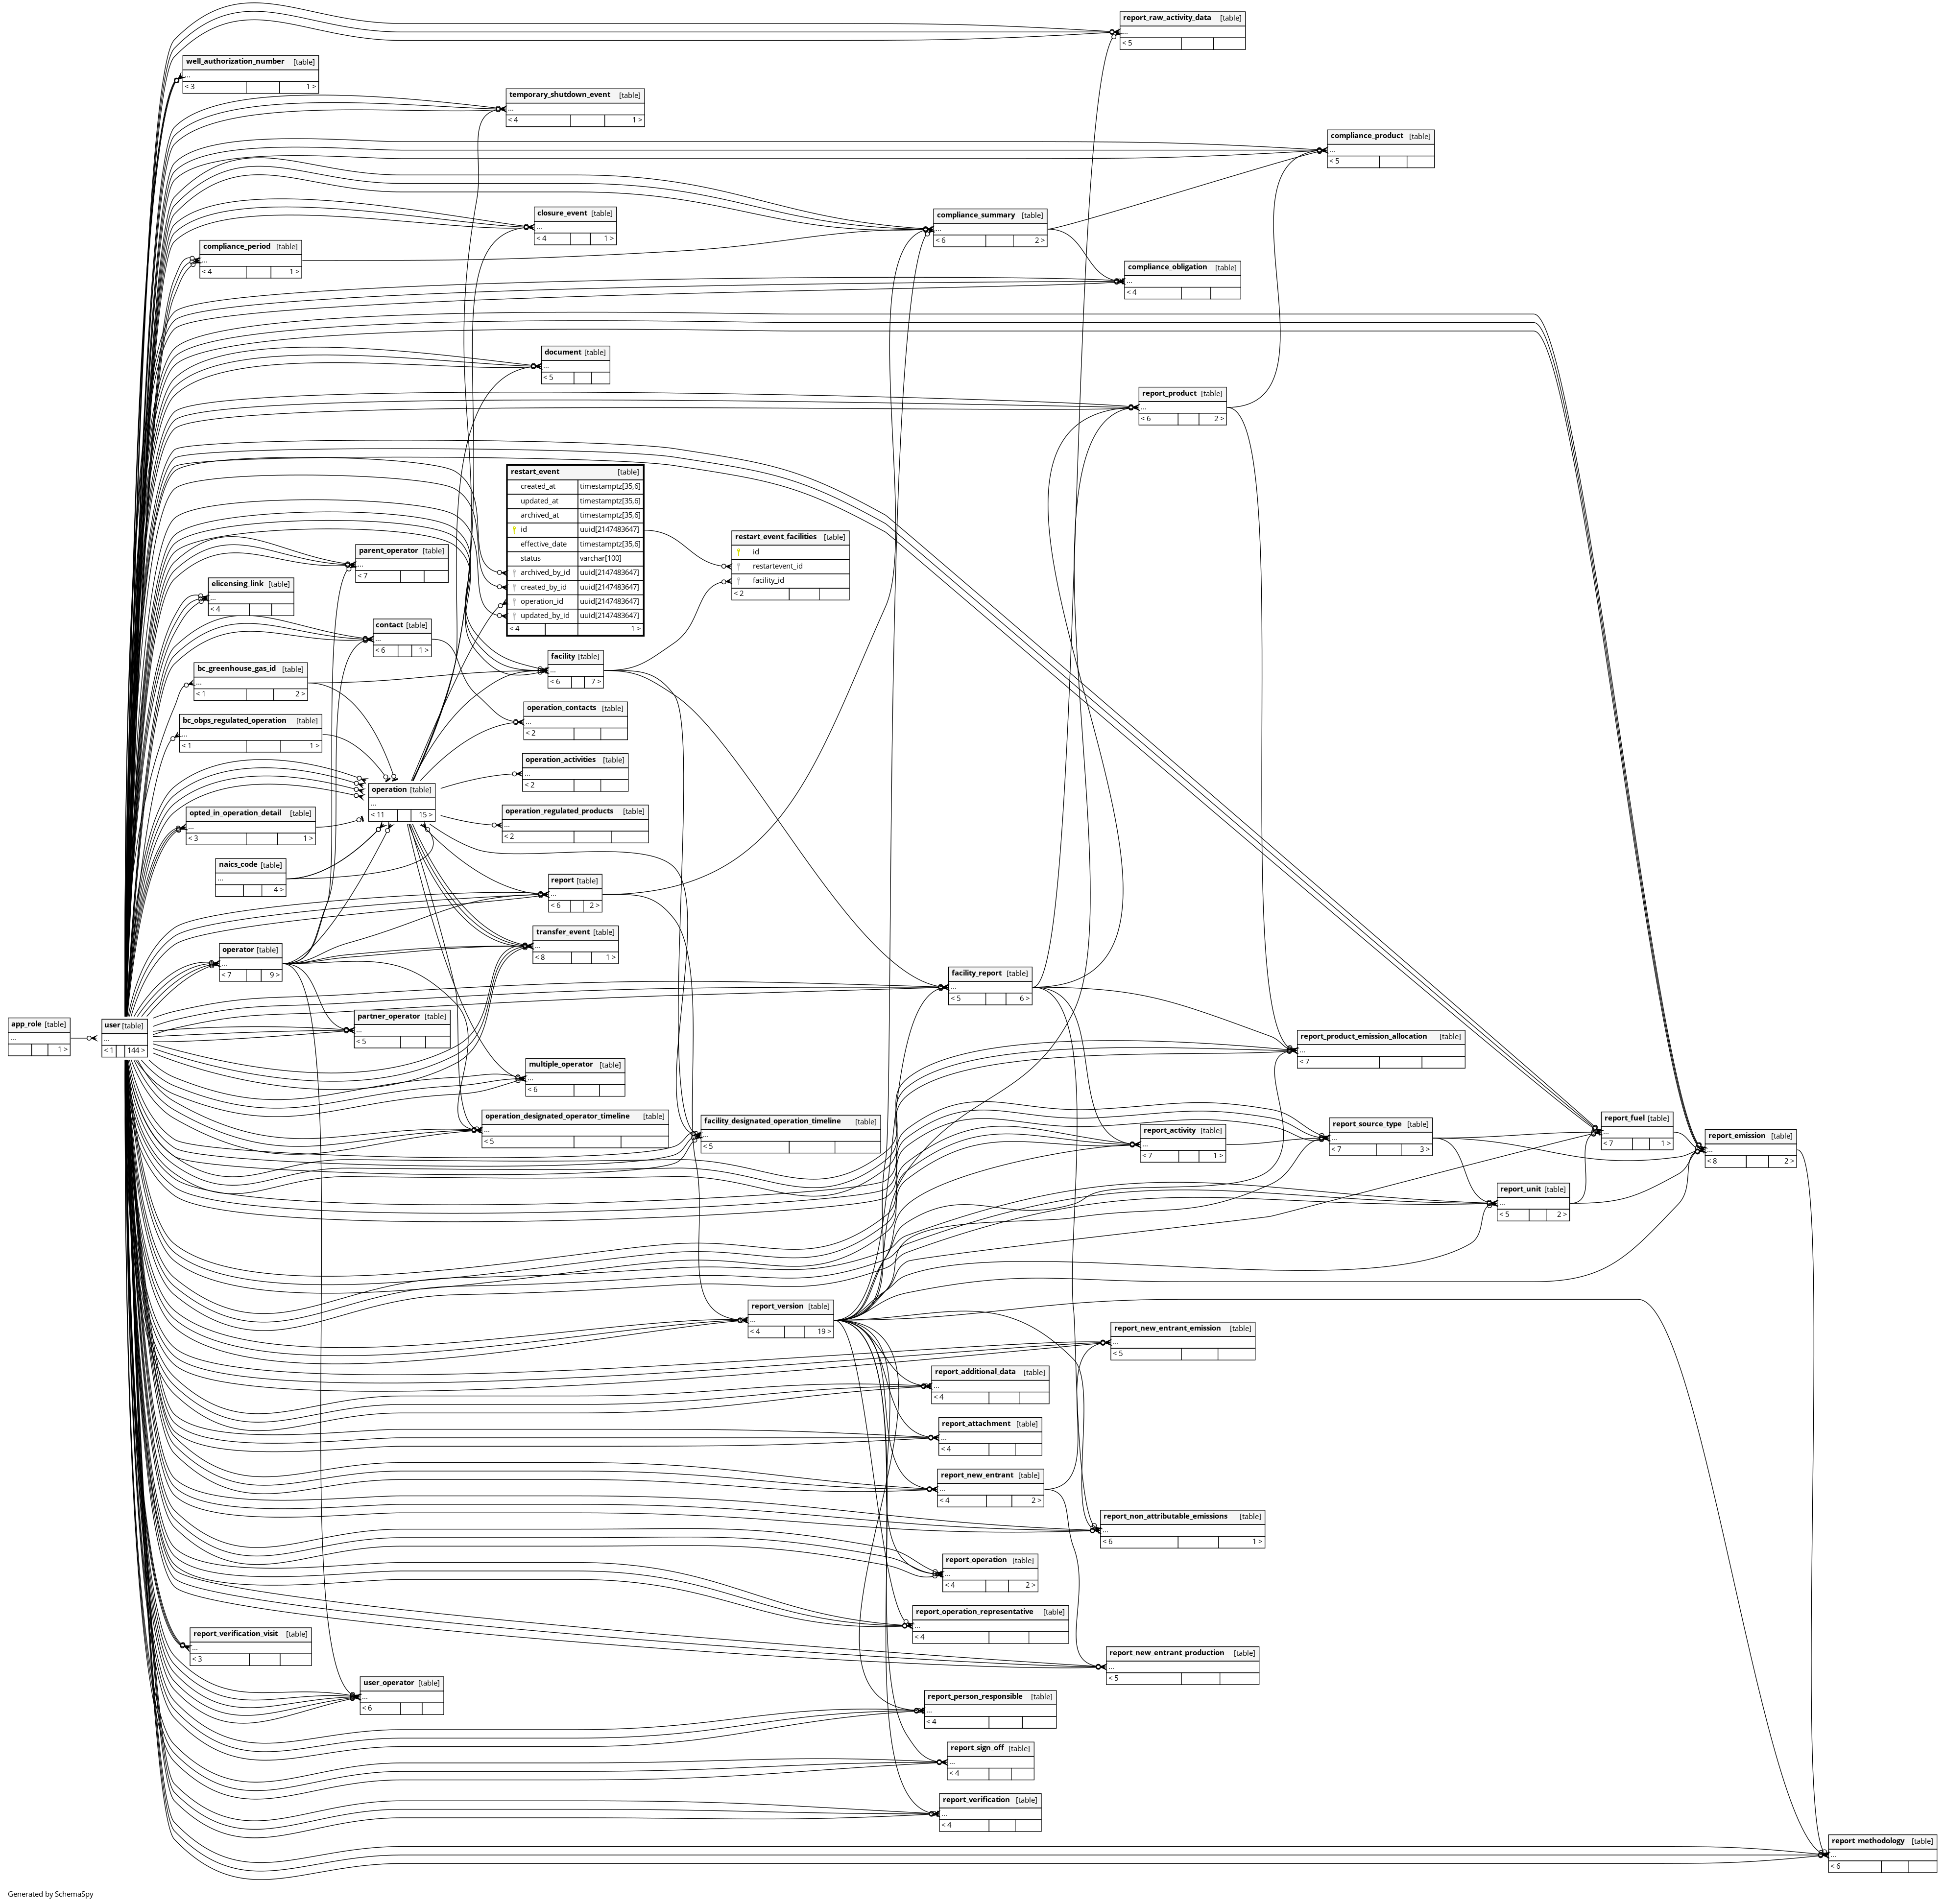 report_raw_activity_data [table]
...
< 5
well_authorization_number [table]
...
< 3 1 >
temporary_shutdown_event [table]
...
< 4 1 >
compliance_product [table]
...
< 5
closure_event [table]
...
< 4 1 >
compliance_summary [table]
...
< 6 2 >
compliance_period [table]
...
< 4 1 >
compliance_obligation [table]
...
< 4
document [table]
...
< 5
report_product [table]
...
< 6 2 >
restart_event [table]
created_at timestamptz[35,6]
updated_at timestamptz[35,6]
archived_at timestamptz[35,6]
id uuid[2147483647]
effective_date timestamptz[35,6]
status varchar[100]
archived_by_id uuid[2147483647]
created_by_id uuid[2147483647]
operation_id uuid[2147483647]
updated_by_id uuid[2147483647]
< 4 1 >
restart_event_facilities [table]
id
restartevent_id
facility_id
< 2
parent_operator [table]
...
< 7
elicensing_link [table]
...
< 4
contact [table]
...
< 6 1 >
facility [table]
...
< 6 7 >
bc_greenhouse_gas_id [table]
...
< 1 2 >
operation_contacts [table]
...
< 2
bc_obps_regulated_operation [table]
...
< 1 1 >
operation_activities [table]
...
< 2
operation [table]
...
< 11 15 >
opted_in_operation_detail [table]
...
< 3 1 >
operation_regulated_products [table]
...
< 2
naics_code [table]
...
4 >
report [table]
...
< 6 2 >
transfer_event [table]
...
< 8 1 >
operator [table]
...
< 7 9 >
facility_report [table]
...
< 5 6 >
app_role [table]
...
1 >
user [table]
...
< 1 144 >
partner_operator [table]
...
< 5
report_product_emission_allocation [table]
...
< 7
multiple_operator [table]
...
< 6
operation_designated_operator_timeline [table]
...
< 5
facility_designated_operation_timeline [table]
...
< 5
report_activity [table]
...
< 7 1 >
report_source_type [table]
...
< 7 3 >
report_fuel [table]
...
< 7 1 >
report_emission [table]
...
< 8 2 >
report_unit [table]
...
< 5 2 >
report_version [table]
...
< 4 19 >
report_new_entrant_emission [table]
...
< 5
report_additional_data [table]
...
< 4
report_attachment [table]
...
< 4
report_new_entrant [table]
...
< 4 2 >
report_non_attributable_emissions [table]
...
< 6 1 >
report_operation [table]
...
< 4 2 >
report_operation_representative [table]
...
< 4
report_verification_visit [table]
...
< 3
report_new_entrant_production [table]
...
< 5
user_operator [table]
...
< 6
report_person_responsible [table]
...
< 4
report_sign_off [table]
...
< 4
report_verification [table]
...
< 4
report_methodology [table]
...
< 6
Generated by SchemaSpy